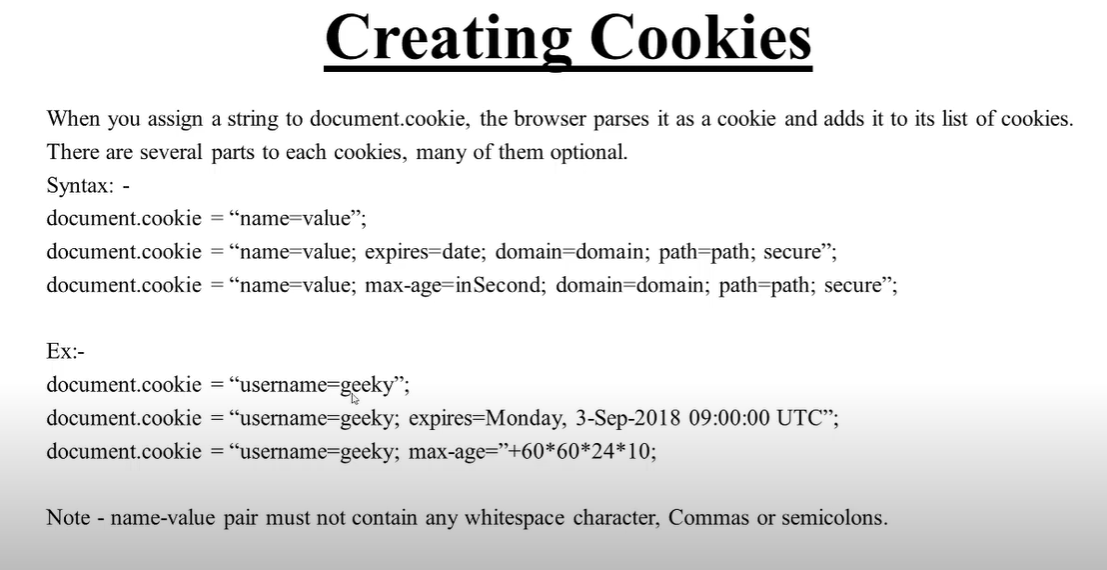 Creating Cookies
When you assign a string to document.cookie, the browser parses it as a cookie and adds it to its list of cookies.
There are several parts to each cookies, many of them optional.
Syntax: -
document.cookie = “name=value”;
document.cookie = “name=value; expires=date; domain=domain; path=path; secure”;
document.cookie = “name=value; max-age=inSecond; domain=domain; path=path; secure”;
Ex:-
document.cookie = “username=geeky”;
document.cookie = “username=geeky; expires=Monday, 3-Sep-2018 09:00:00 UTC”;
document.cookie = “username=geeky; max-age=”+60*60*24*10;
Note - name-value pair must not contain any whitespace character, Commas or semicolons.